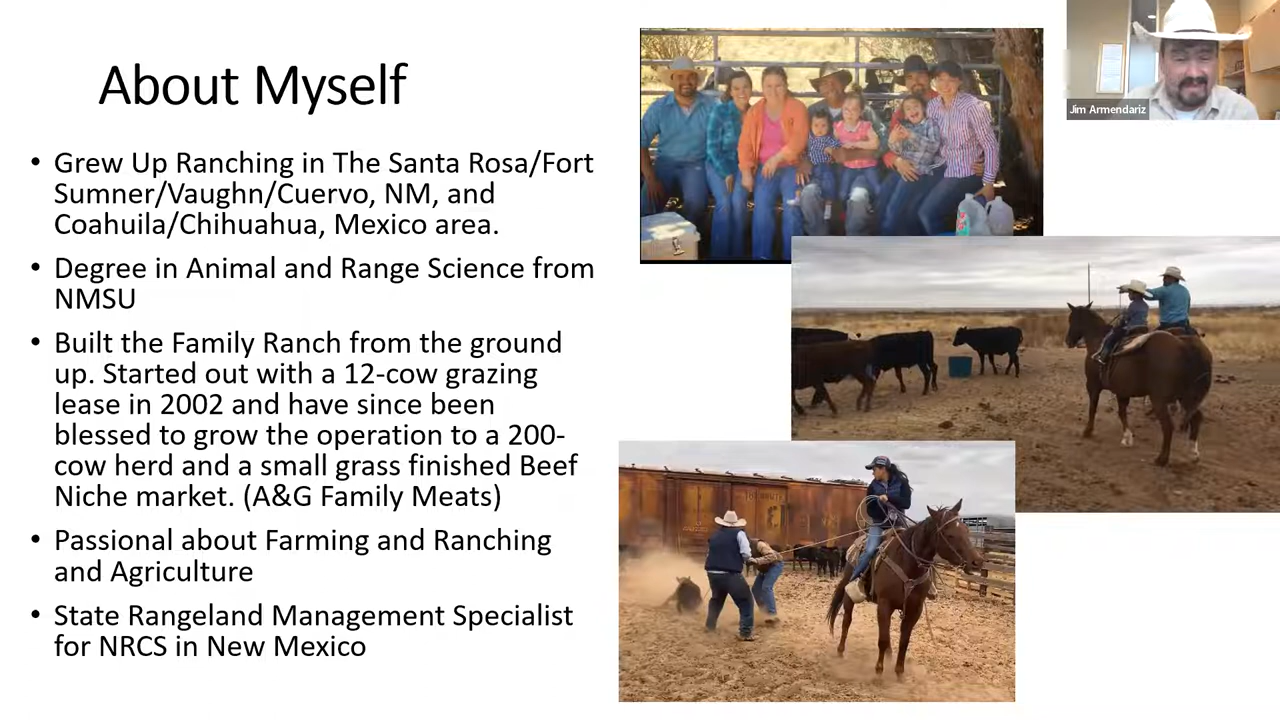 About Myself
• Grew Up Ranching in The Santa Rosa/Fort
Sumner/Vaughn/Cuervo, NM, and
Coahuila/Chihuahua, Mexico area.
• Degree in Animal and Range Science from
NMSU
• Built the Family Ranch from the ground
up. Started out with a 12-cow grazing
lease in 2002 and have since been
blessed to grow the operation to a 200-
cow herd and a small grass finished Beef
Niche market. (A&G Family Meats)
• Passional about Farming and Ranching
and Agriculture
• State Rangeland Management Specialist
for NRCS in New Mexico
Jim Armendariz